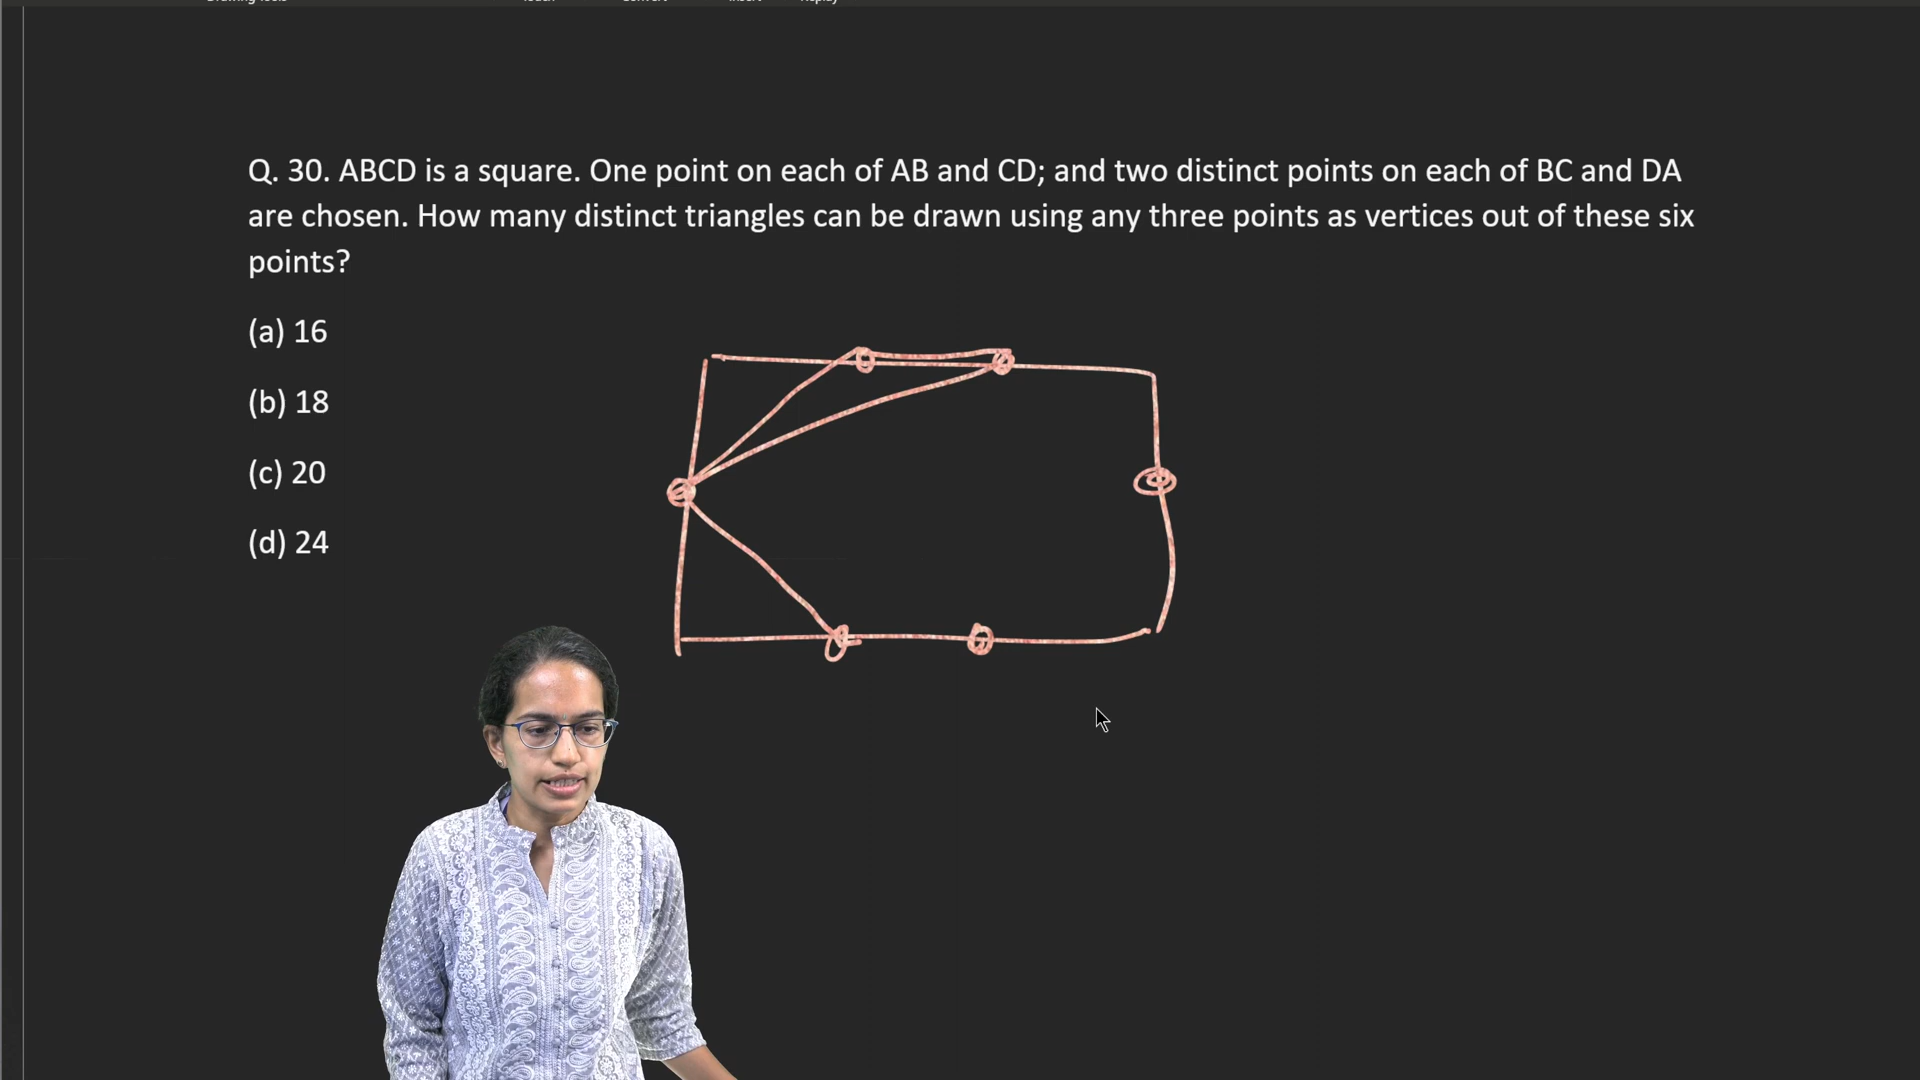 Q. 30. ABCD is a square. One point on each of AB and CD; and two distinct points on each of BC and DA
are chosen. How many distinct triangles can be drawn using any three points as vertices out of these six
points?
(a) 16
(b) 18
(c) 20
(d) 24